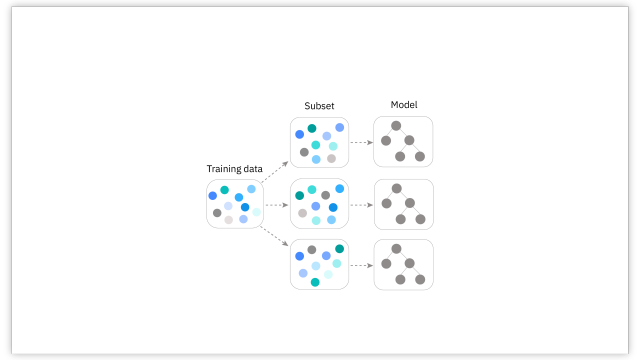 Subset
Model
Training data